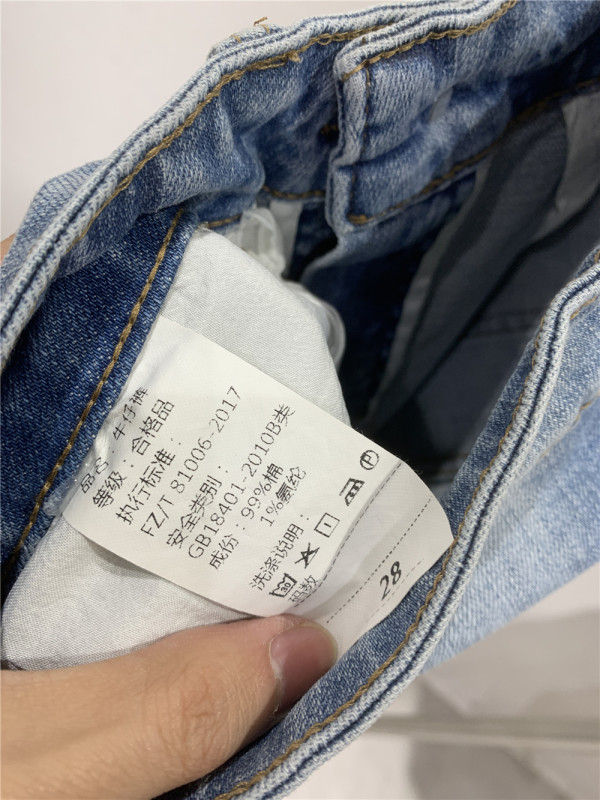 品名：牛仔裤
等级：合格品
执行标准：
FZ/T 81006-2017
安全类别：
GB18401-2010B类
成份：99%棉
1%氨纶
洗涤说明：
30
P
28